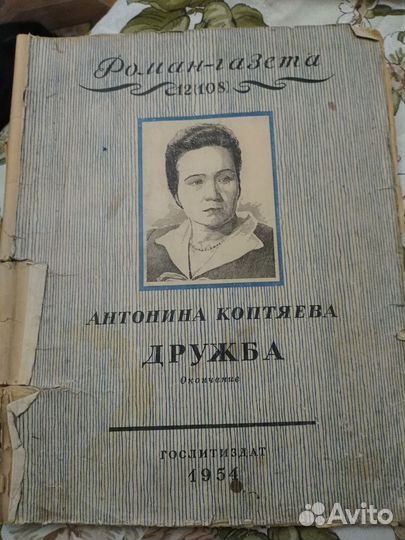 Роман-газета
12(108)
АНТОНИНА КОПТЯЕВА
ДРУЖБА
Окончание
ГОСЛИТИЗДАТ
1954
Avito